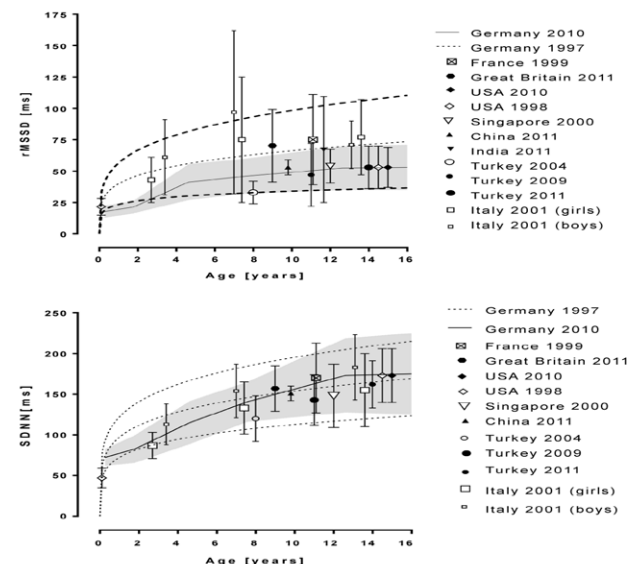 175
150
125
100
75
50
25
0
rMSSD [ms]
0 2 4 6 8 10 12 14 16
Age [years]
Germany 2010
Germany 1997
France 1999
Great Britain 2011
USA 2010
USA 1998
Singapore 2000
China 2011
India 2011
Turkey 2004
Turkey 2009
Turkey 2011
Italy 2001 (girls)
Italy 2001 (boys)
250
200
150
100
50
0
SDNN[ms]
0 2 4 6 8 10 12 14 16
Age [years]
Germany 1997
Germany 2010
France 1999
Great Britain 2011
USA 2010
USA 1998
Singapore 2000
China 2011
Turkey 2004
Turkey 2009
Turkey 2011
Italy 2001 (girls)
Italy 2001 (boys)